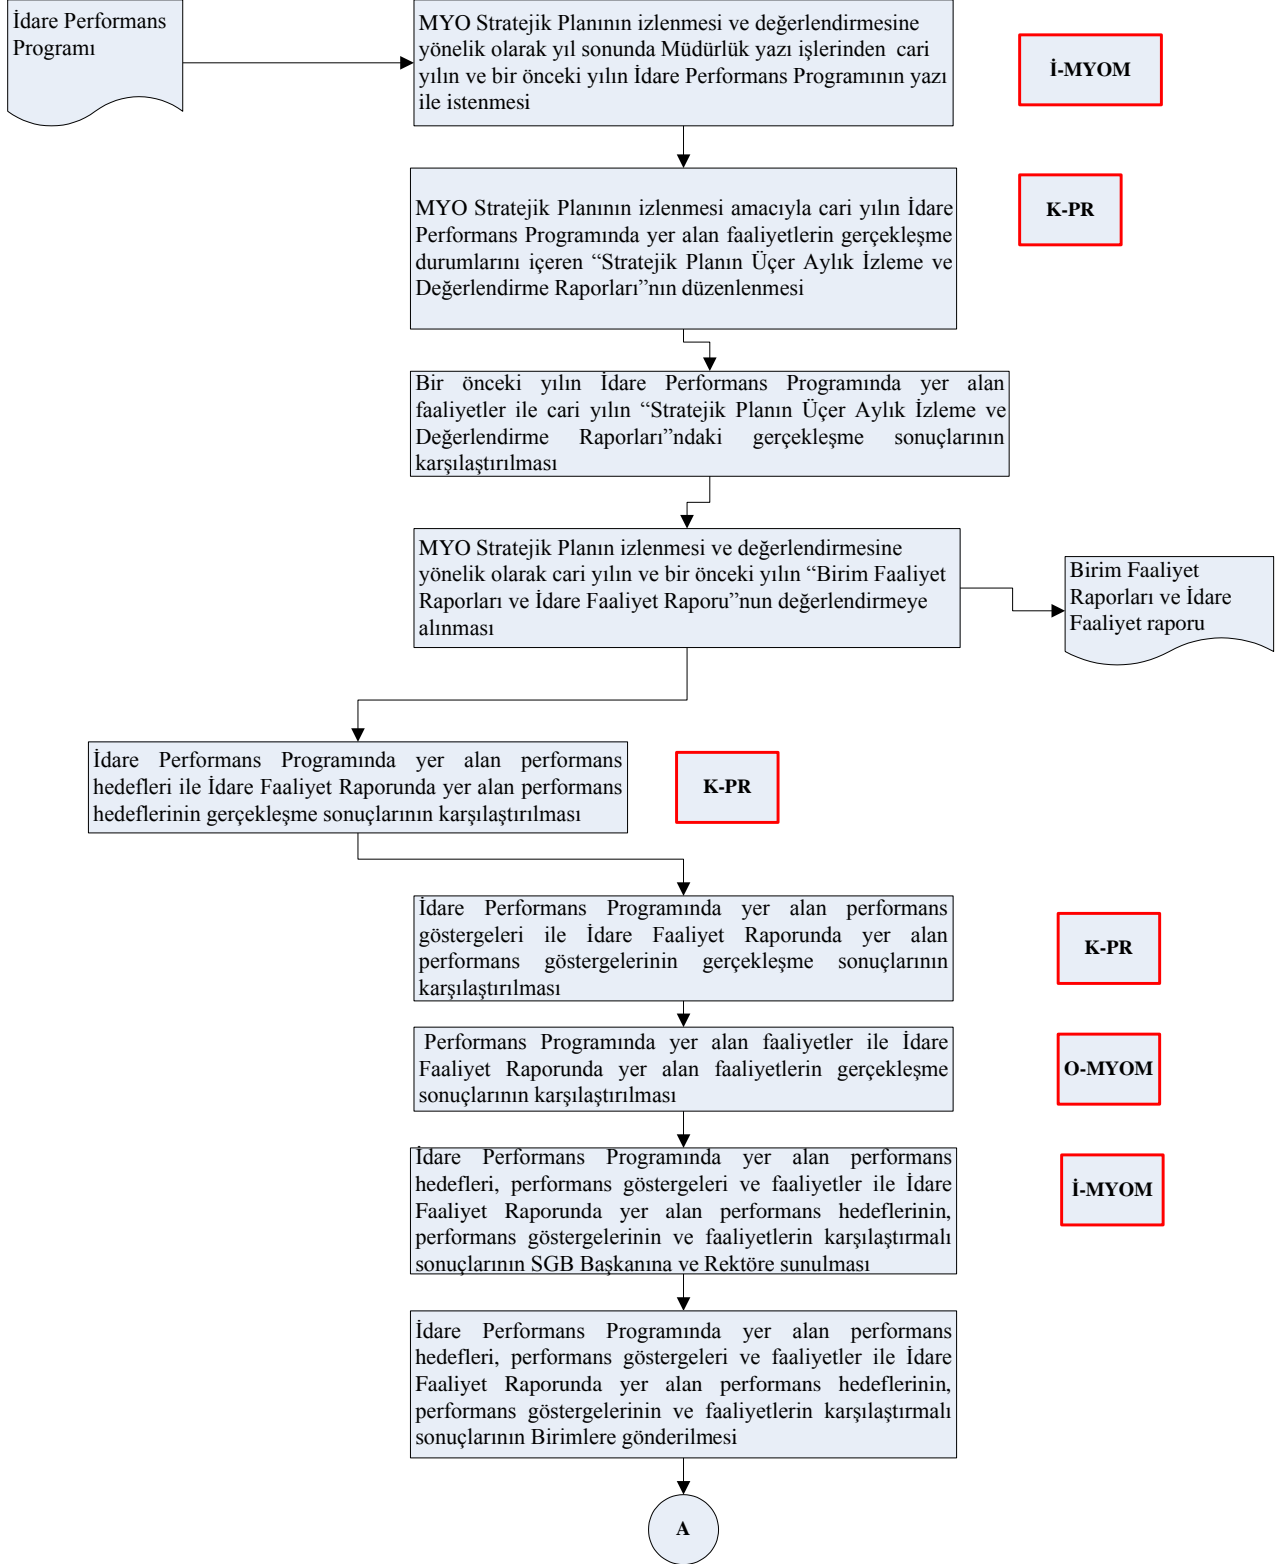 İdare Performans
Programı
MYO Stratejik Planının izlenmesi ve değerlendirmesine
yönelik olarak yıl sonunda Müdürlük yazı işlerinden  cari
yılın ve bir önceki yılın İdare Performans Programının yazı
ile istenmesi
İ-MYOM
MYO Stratejik Planının izlenmesi amacıyla cari yılın İdare
Performans Programında yer alan faaliyetlerin gerçekleşme
durumlarını içeren “Stratejik Planın Üçer Aylık İzleme ve
Değerlendirme Raporları”nın düzenlenmesi
K-PR
Bir önceki yılın İdare Performans Programında yer alan
faaliyetler ile cari yılın “Stratejik Planın Üçer Aylık İzleme ve
Değerlendirme Raporları”ndaki gerçekleşme sonuçlarının
karşılaştırılması
MYO Stratejik Planın izlenmesi ve değerlendirmesine
yönelik olarak cari yılın ve bir önceki yılın “Birim Faaliyet
Raporları ve İdare Faaliyet Raporu”nun değerlendirmeye
alınması
Birim Faaliyet
Raporları ve İdare
Faaliyet raporu
İdare Performans Programında yer alan performans
hedefleri ile İdare Faaliyet Raporunda yer alan performans
hedeflerinin gerçekleşme sonuçlarının karşılaştırılması
K-PR
İdare Performans Programında yer alan performans
göstergeleri ile İdare Faaliyet Raporunda yer alan
performans göstergelerinin gerçekleşme sonuçlarının
karşılaştırılması
K-PR
Performans Programında yer alan faaliyetler ile İdare
Faaliyet Raporunda yer alan faaliyetlerin gerçekleşme
sonuçlarının karşılaştırılması
O-MYOM
İdare Performans Programında yer alan performans
hedefleri, performans göstergeleri ve faaliyetler ile İdare
Faaliyet Raporunda yer alan performans hedeflerinin,
performans göstergelerinin ve faaliyetlerin karşılaştırmalı
sonuçlarının SGB Başkanına ve Rektöre sunulması
İ-MYOM
İdare Performans Programında yer alan performans
hedefleri, performans göstergeleri ve faaliyetler ile İdare
Faaliyet Raporunda yer alan performans hedeflerinin,
performans göstergelerinin ve faaliyetlerin karşılaştırmalı
sonuçlarının Birimlere gönderilmesi
A